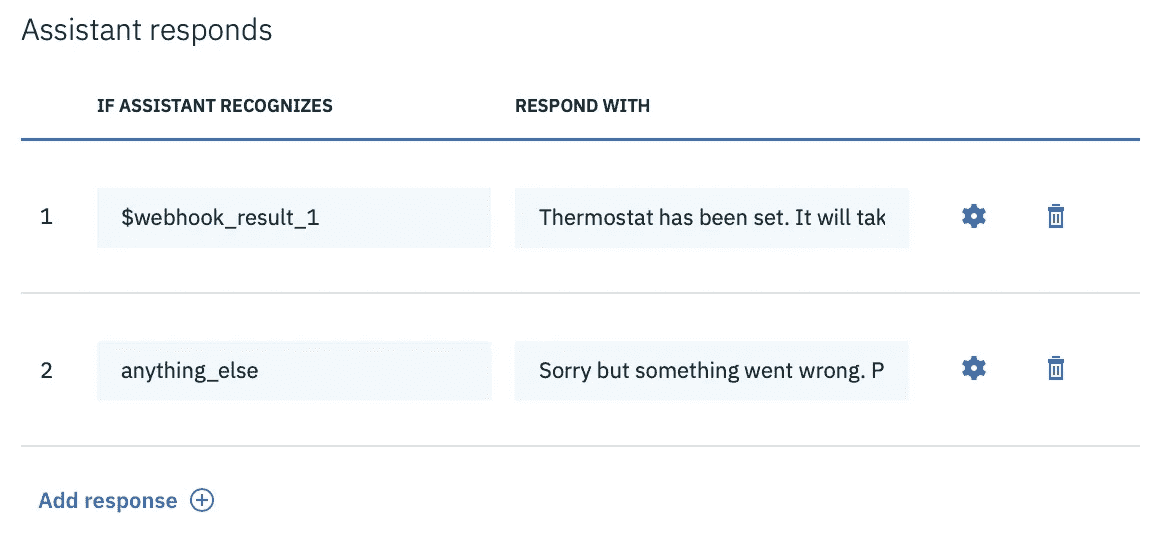 Assistant responds
IF ASSISTANT RECOGNIZES RESPOND WITH
1 $webhook_result_1 Thermostat has been set. It will tak
2 anything_else Sorry but something went wrong. P
Add response